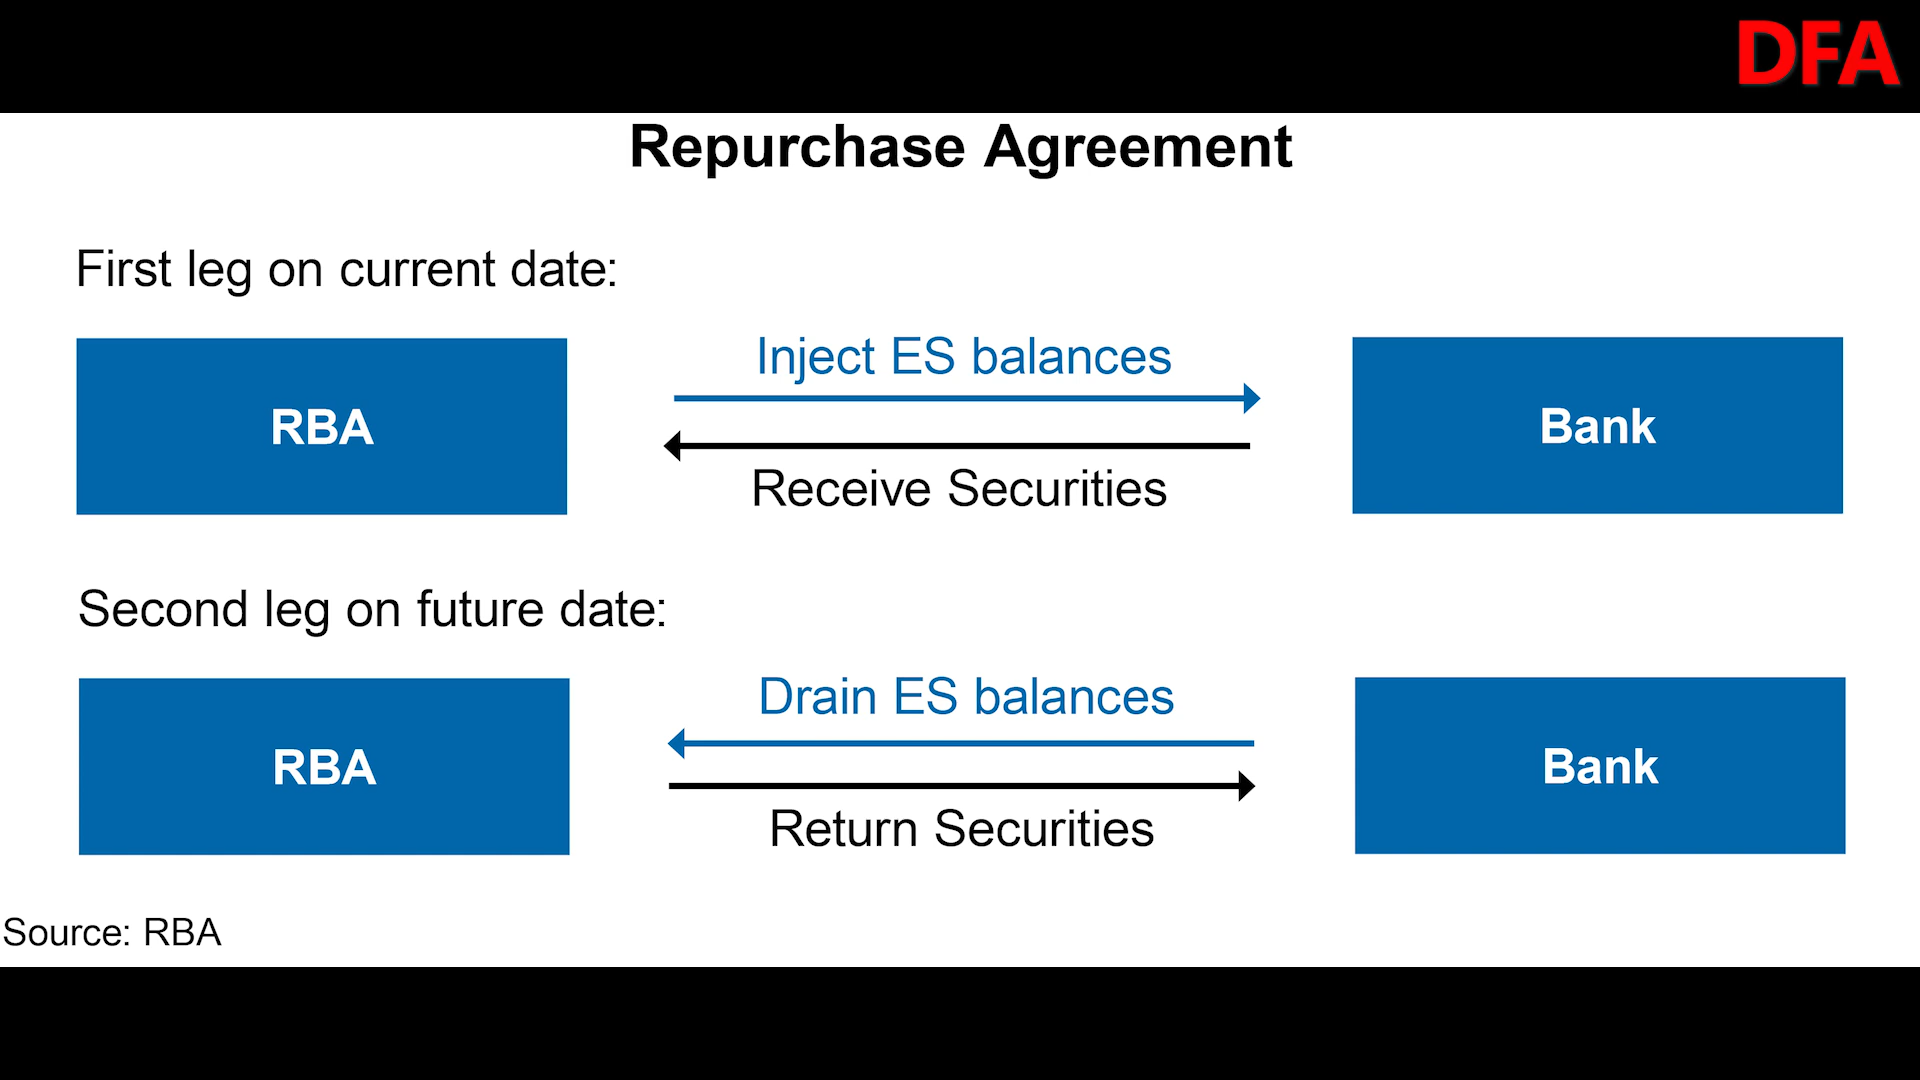 DFA
Repurchase Agreement
First leg on current date:
Inject ES balances
RBA
Bank
Receive Securities
Second leg on future date:
Drain ES balances
RBA
Bank
Return Securities
Source: RBA